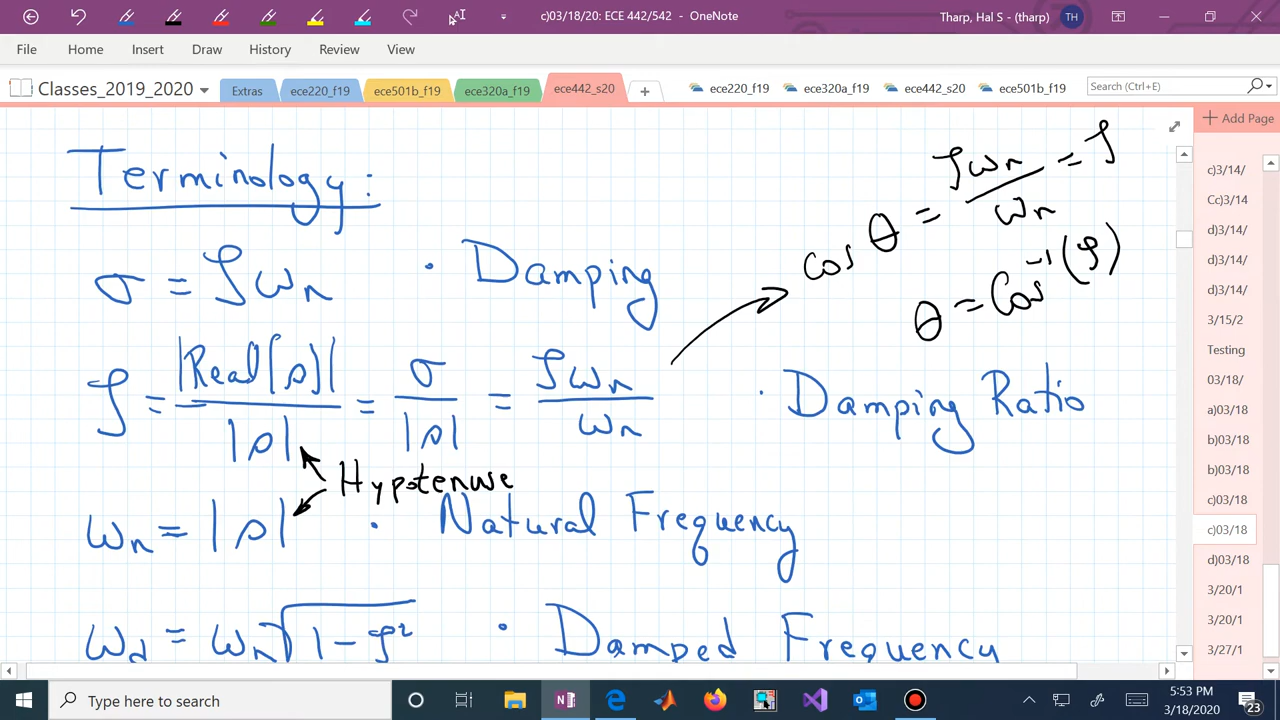 c)03/18/20: ECE 442/542 - OneNote
Tharp, Hal S - (tharp)
TH
File Home Insert Draw History Review View
Classes_2019_2020
Extras ece220_f19 ece501b_f19 ece320a_f19 ece442_s20
ece220_f19 ece320a_f19 ece442_s20 ece501b_f19
Search (Ctrl+E)
Add Page
c)3/14/
Cc)3/14
d)3/14/
d)3/14/
d)3/14/
3/15/2
Testing
03/18/
a)03/18
b)03/18
b)03/18
c)03/18
c)03/18
d)03/18
3/20/1
3/20/1
3/27/1
Terminology:
σ = ζωn · Damping
cos θ = ζωn / ωn = ζ
θ = Cos⁻¹(ζ)
ζ = |Real[s]| / |s| = σ / |s| = ζωn / ωn · Damping Ratio
Hypotenuse
ωn = |s| · Natural Frequency
ωd = ωn√(1-ζ²) · Damped Frequency
Type here to search
5:53 PM
3/18/2020
23